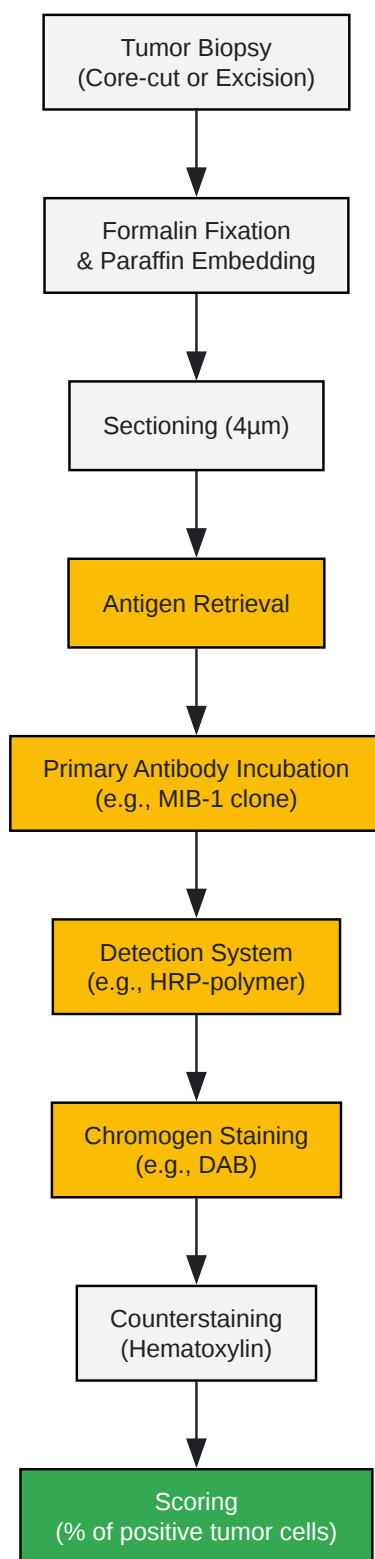 Tumor Biopsy
(Core-cut or Excision)
Formalin Fixation
& Paraffin Embedding
Sectioning (4µm)
Antigen Retrieval
Primary Antibody Incubation
(e.g., MIB-1 clone)
Detection System
(e.g., HRP-polymer)
Chromogen Staining
(e.g., DAB)
Counterstaining
(Hematoxylin)
Scoring
(% of positive tumor cells)